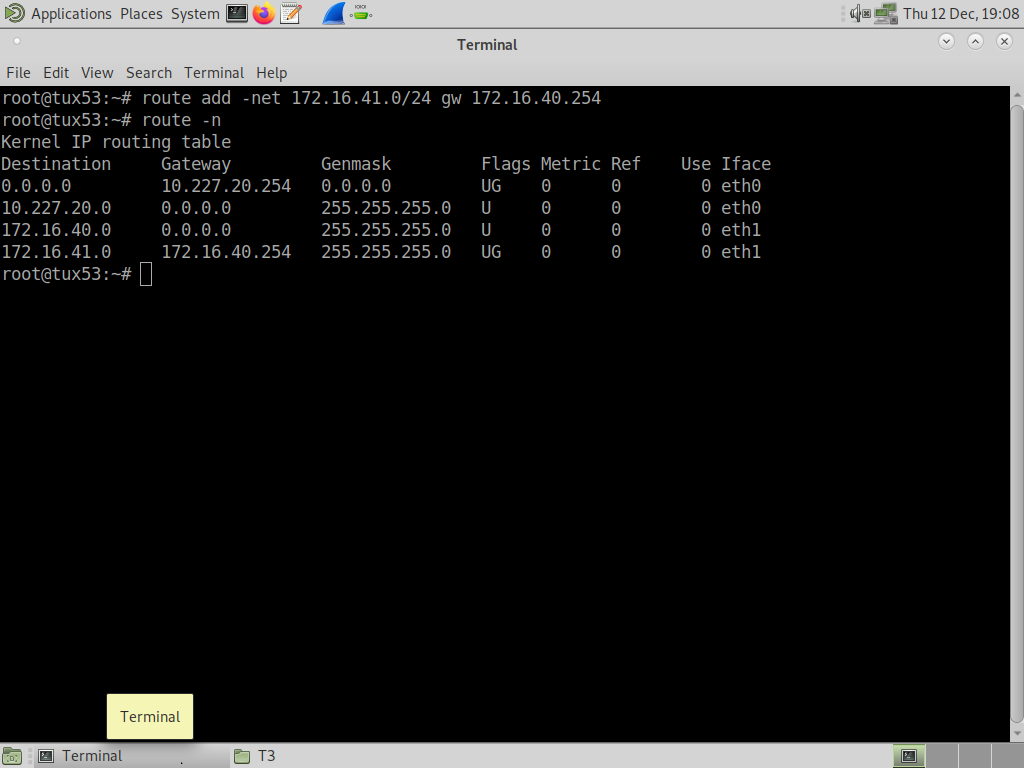 Applications Places System Thu 12 Dec, 19:08
Terminal
File Edit View Search Terminal Help
root@tux53:~# route add -net 172.16.41.0/24 gw 172.16.40.254
root@tux53:~# route -n
Kernel IP routing table
Destination Gateway Genmask Flags Metric Ref Use Iface
0.0.0.0 10.227.20.254 0.0.0.0 UG 0 0 0 eth0
10.227.20.0 0.0.0.0 255.255.255.0 U 0 0 0 eth0
172.16.40.0 0.0.0.0 255.255.255.0 U 0 0 0 eth1
172.16.41.0 172.16.40.254 255.255.255.0 UG 0 0 0 eth1
root@tux53:~#
Terminal
Terminal T3